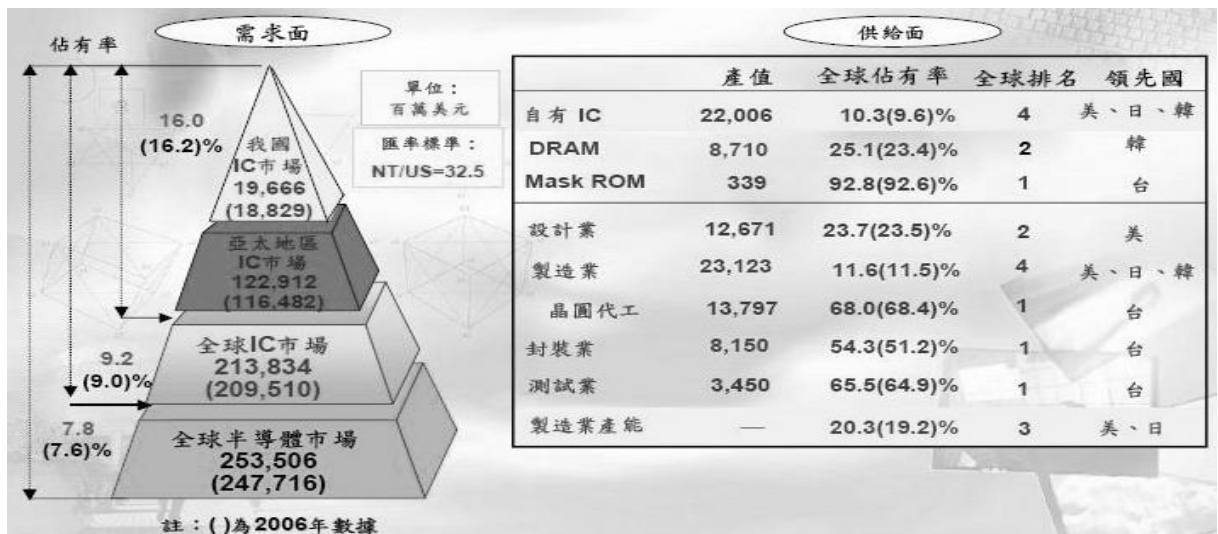 需求面
佔有率
單位：
百萬美元
匯率標準：
NT/US=32.5
16.0
(16.2)%
我國
IC市場
19,666
(18,829)
亞太地區
IC市場
122,912
(116,482)
9.2
(9.0)%
全球IC市場
213,834
(209,510)
7.8
(7.6)%
全球半導體市場
253,506
(247,716)
註：( )為2006年數據
供給面
產值 全球佔有率 全球排名 領先國
自有 IC 22,006 10.3(9.6)% 4 美、日、韓
DRAM 8,710 25.1(23.4)% 2 韓
Mask ROM 339 92.8(92.6)% 1 台
設計業 12,671 23.7(23.5)% 2 美
製造業 23,123 11.6(11.5)% 4 美、日、韓
晶圓代工 13,797 68.0(68.4)% 1 台
封裝業 8,150 54.3(51.2)% 1 台
測試業 3,450 65.5(64.9)% 1 台
製造業產能 — 20.3(19.2)% 3 美、日